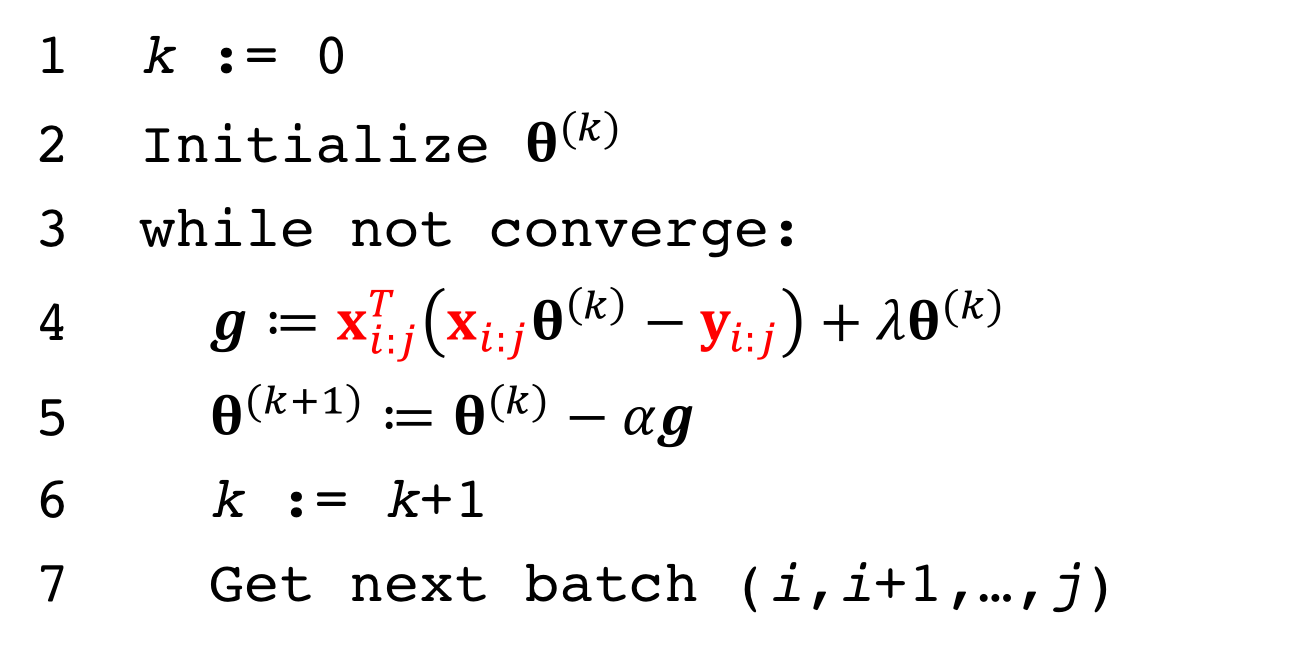 1 k := 0
2 Initialize θ^(k)
3 while not converge:
4 g := x_{i:j}^T(x_{i:j}θ^(k) − y_{i:j}) + λθ^(k)
5 θ^(k+1) := θ^(k) − αg
6 k := k+1
7 Get next batch (i,i+1,…,j)